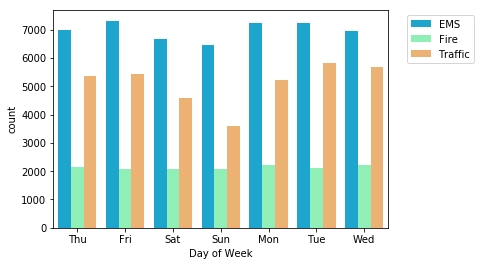 EMS
Fire
Traffic
7000
6000
5000
4000
3000
2000
1000
0
count
Thu Fri Sat Sun Mon Tue Wed
Day of Week